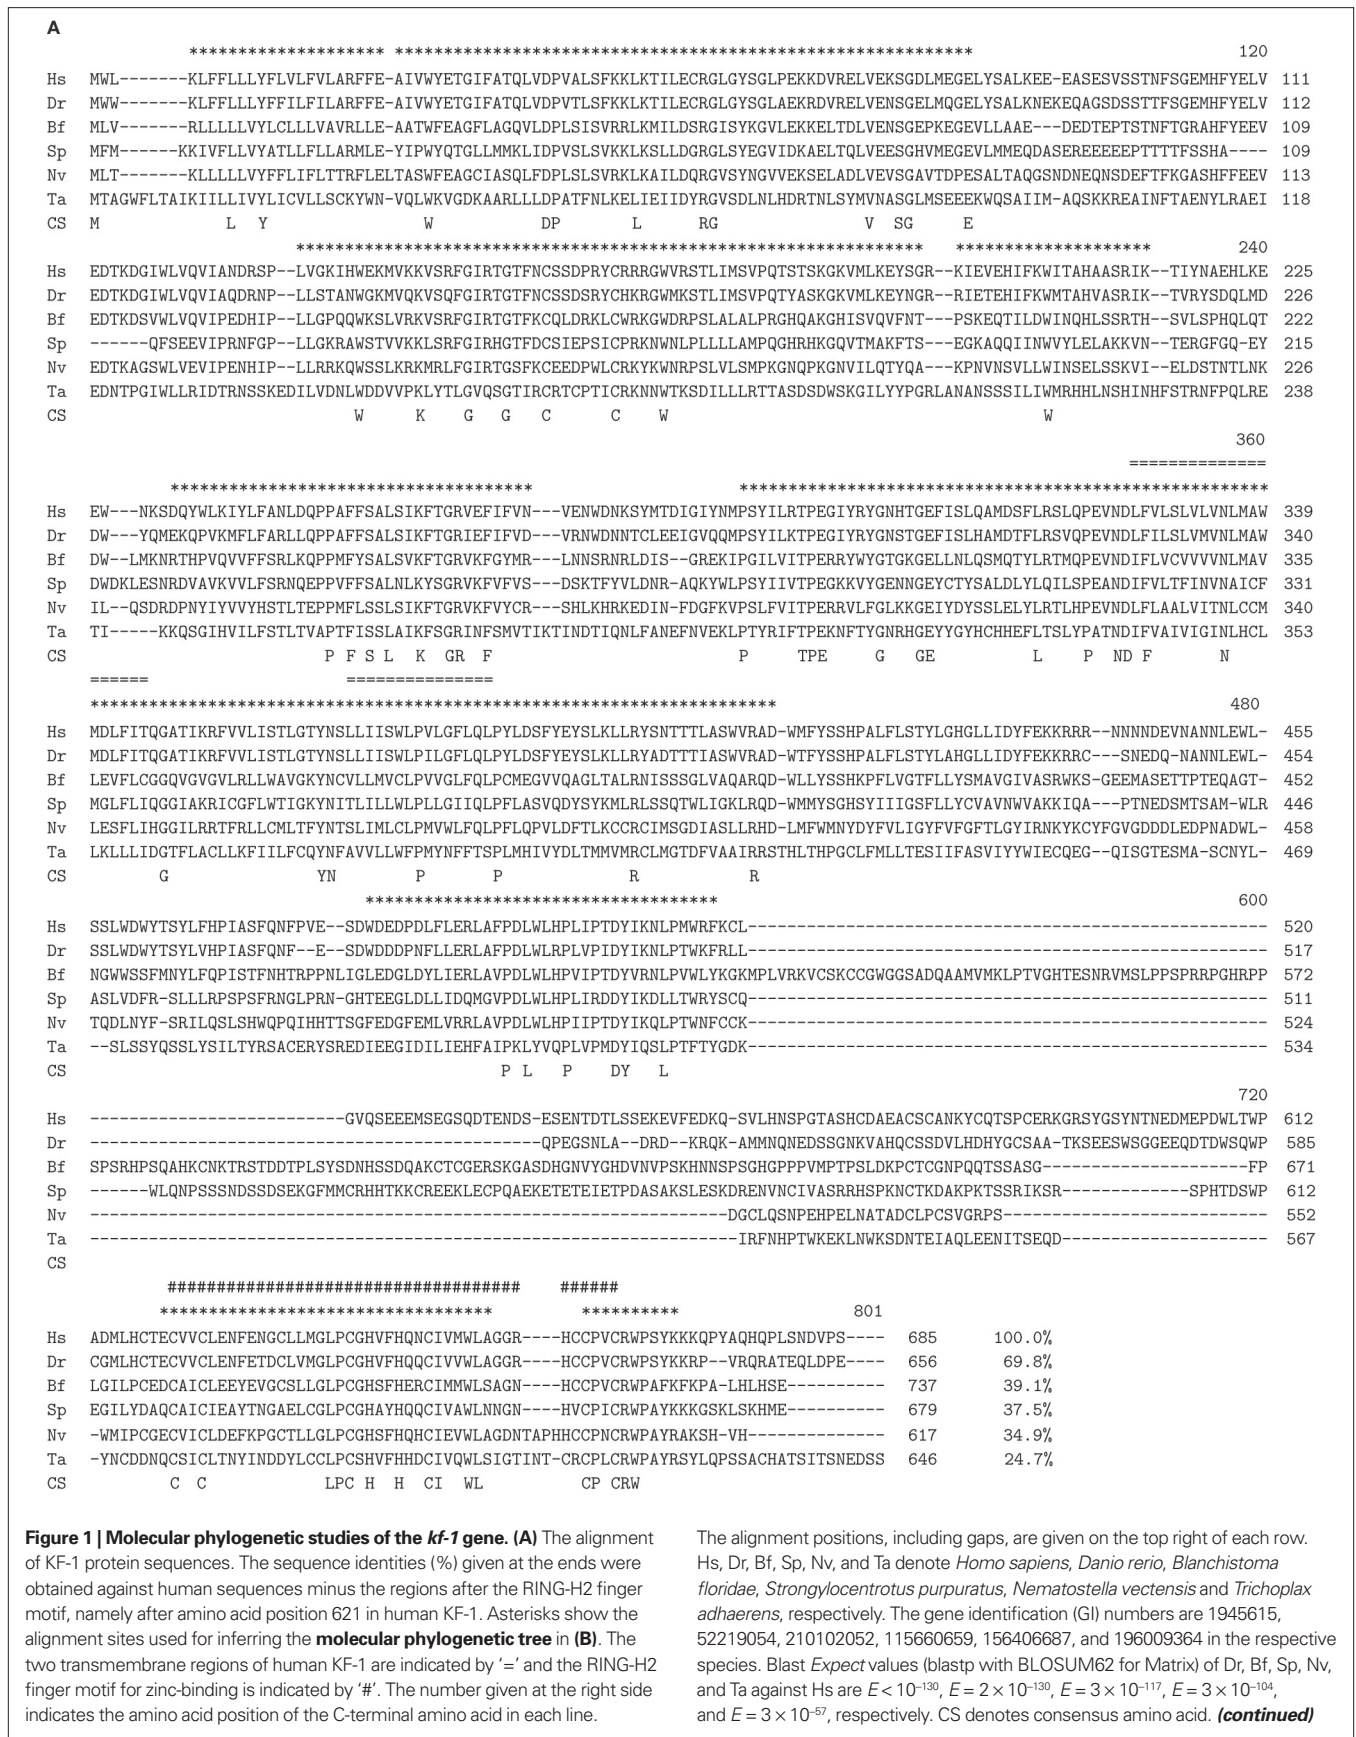 A
******************** *********************************************************** 120
Hs MWL-------KLFFLLLYFLVLFVLARFFE-AIVWYETGIFATQLVDPVALSFKKLKTILECRGLGYSGLPEKKDVRELVEKSGDLMEGELYSALKEE-EASESVSSTNFSGEMHFYELV 111
Dr MWW-------KLFFLLLYFFILFILARFFE-AIVWYETGIFATQLVDPVTLSFKKLKTILECRGLGYSGLAEKRDVRELVENSGELMQGELYSALKNEKEQAGSDSSTTFSGEMHFYELV 112
Bf MLV-------RLLLLLVYLCLLLVAVRLLE-AATWFEAGFLAGQVLDPLSISVRRLKMILDSRGISYKGVLEKKELTDLVENSGEPKEGEVLLAAE---DEDTEPTSTNFTGRAHFYEEV 109
Sp MFM------KKIVFLLVYATLLFLLARMLE-YIPWYQTGLLMMKLIDPVSLSVKKLKSLLDGRGLSYEGVIDKAELTQLVEESGHVMEGEVLMMEQDASEREEEEEPTTTTFSSHA---- 109
Nv MLT-------KLLLLLVYFFLIFLTTRFLELTASWFEAGCIASQLFDPLSLSVRKLKAILDQRGVSYNGVVEKSELADLVEVSGAVTDPESALTAQGSNDNEQNSDEFTFKGASHFFEEV 113
Ta MTAGWFLTAIKIILLIVYLICVLLSCKYWN-VQLWKVGDKAARLLLDPATFNLKELIEIIDYRGVSDLNLHDRTNLSYMVNASGLMSEEEKWQSAIIM-AQSKKREAINFTAENYLRAEI 118
CS M L Y W DP L RG V SG E
**************************************************************** ******************** 240
Hs EDTKDGIWLVQVIANDRSP--LVGKIHWEKMVKKVSRFGIRTGTFNCSSDPRYCRRRGWVRSTLIMSVPQTSTSKGKVMLKEYSGR--KIEVEHIFKWITAHAASRIK--TIYNAEHLKE 225
Dr EDTKDGIWLVQVIAQDRNP--LLSTANWGKMVQKVSQFGIRTGTFNCSSDSRYCHKRGWMKSTLIMSVPQTYASKGKVMLKEYNGR--RIETEHIFKWMTAHVASRIK--TVRYSDQLMD 226
Bf EDTKDSVWLVQVIPEDHIP--LLGPQQWKSLVRKVSRFGIRTGTFKCQLDRKLCWRKGWDRPSLALALPRGHQAKGHISVQVFNT---PSKEQTILDWINQHLSSRTH--SVLSPHQLQT 222
Sp ------QFSEEVIPRNFGP--LLGKRAWSTVVKKLSRFGIRHGTFDCSIEPSICPRKNWNLPLLLLAMPQGHRHKGQVTMAKFTS---EGKAQQIINWVYLELAKKVN--TERGFGQ-EY 215
Nv EDTKAGSWLVEVIPENHIP--LLRRKQWSSLKRKMRLFGIRTGSFKCEEDPWLCRKYKWNRPSLVLSMPKGNQPKGNVILQTYQA---KPNVNSVLLWINSELSSKVI--ELDSTNTLNK 226
Ta EDNTPGIWLLRIDTRNSSKEDILVDNLWDDVVPKLYTLGVQSGTIRCRTCPTICRKNNWTKSDILLLRTTASDSDWSKGILYYPGRLANANSSSILIWMRHHLNSHINHFSTRNFPQLRE 238
CS W K G G C C W W
360
==============
************************************* ******************************************************
Hs EW---NKSDQYWLKIYLFANLDQPPAFFSALSIKFTGRVEFIFVN---VENWDNKSYMTDIGIYNMPSYILRTPEGIYRYGNHTGEFISLQAMDSFLRSLQPEVNDLFVLSLVLVNLMAW 339
Dr DW---YQMEKQPVKMFLFARLLQPPAFFSALSIKFTGRIEFIFVD---VRNWDNNTCLEEIGVQQMPSYILKTPEGIYRYGNSTGEFISLHAMDTFLRSVQPEVNDLFILSLVMVNLMAW 340
Bf DW--LMKNRTHPVQVVFFSRLKQPPMFYSALSVKFTGRVKFGYMR---LNNSRNRLDIS--GREKIPGILVITPERRYWYGTGKGELLNLQSMQTYLRTMQPEVNDIFLVCVVVVNLMAV 335
Sp DWDKLESNRDVAVKVVLFSRNQEPPVFFSALNLKYSGRVKFVFVS---DSKTFYVLDNR-AQKYWLPSYIIVTPEGKKVYGENNGEYCTYSALDLYLQILSPEANDIFVLTFINVNAICF 331
Nv IL--QSDRDPNYIYVVYHSTLTEPPMFLSSLSIKFTGRVKFVYCR---SHLKHRKEDIN-FDGFKVPSLFVITPERRVLFGLKKGEIYDYSSLELYLRTLHPEVNDLFLAALVITNLCCM 340
Ta TI-----KKQSGIHVILFSTLTVAPTFISSLAIKFSGRINFSMVTIKTINDTIQNLFANEFNVEKLPTYRIFTPEKNFTYGNRHGEYYGYHCHHEFLTSLYPATNDIFVAIVIGINLHCL 353
CS P F S L K GR F P TPE G GE L P ND F N
====== ===============
********************************************************************** 480
Hs MDLFITQGATIKRFVVLISTLGTYNSLLIISWLPVLGFLQLPYLDSFYEYSLKLLRYSNTTTLASWVRAD-WMFYSSHPALFLSTYLGHGLLIDYFEKKRRR--NNNNDEVNANNLEWL- 455
Dr MDLFITQGATIKRFVVLISTLGTYNSLLIISWLPILGFLQLPYLDSFYEYSLKLLRYADTTTIASWVRAD-WTFYSSHPALFLSTYLAHGLLIDYFEKKRRC---SNEDQ-NANNLEWL- 454
Bf LEVFLCGGQVGVGVLRLLWAVGKYNCVLLMVCLPVVGLFQLPCMEGVVQAGLTALRNISSSGLVAQARQD-WLLYSSHKPFLVGTFLLYSMAVGIVASRWKS-GEEMASETTPTEQAGT- 452
Sp MGLFLIQGGIAKRICGFLWTIGKYNITLILLWLPLLGIIQLPFLASVQDYSYKMLRLSSQTWLIGKLRQD-WMMYSGHSYIIIGSFLLYCVAVNWVAKKIQA---PTNEDSMTSAM-WLR 446
Nv LESFLIHGGILRRTFRLLCMLTFYNTSLIMLCLPMVWLFQLPFLQPVLDFTLKCCRCIMSGDIASLLRHD-LMFWMNYDYFVLIGYFVFGFTLGYIRNKYKCYFGVGDDDLEDPNADWL- 458
Ta LKLLLIDGTFLACLLKFIILFCQYNFAVVLLWFPMYNFFTSPLMHIVYDLTMMVMRCLMGTDFVAAIRRSTHLTHPGCLFMLLTESIIFASVIYYWIECQEG--QISGTESMA-SCNYL- 469
CS G YN P P R R
************************************ 600
Hs SSLWDWYTSYLFHPIASFQNFPVE--SDWDEDPDLFLERLAFPDLWLHPLIPTDYIKNLPMWRFKCL----------------------------------------------------- 520
Dr SSLWDWYTSYLVHPIASFQNF--E--SDWDDDPNFLLERLAFPDLWLRPLVPIDYIKNLPTWKFRLL----------------------------------------------------- 517
Bf NGWWSSFMNYLFQPISTFNHTRPPNLIGLEDGLDYLIERLAVPDLWLHPVIPTDYVRNLPVWLYKGKMPLVRKVCSKCCGWGGSADQAAMVMKLPTVGHTESNRVMSLPPSPRRPGHRPP 572
Sp ASLVDFR-SLLLRPSPSFRNGLPRN-GHTEEGLDLLIDQMGVPDLWLHPLIRDDYIKDLLTWRYSCQ----------------------------------------------------- 511
Nv TQDLNYF-SRILQSLSHWQPQIHHTTSGFEDGFEMLVRRLAVPDLWLHPIIPTDYIKQLPTWNFCCK----------------------------------------------------- 524
Ta --SLSSYQSSLYSILTYRSACERYSREDIEEGIDILIEHFAIPKLYVQPLVPMDYIQSLPTFTYGDK----------------------------------------------------- 534
CS P L P DY L
720
Hs --------------------------GVQSEEEMSEGSQDTENDS-ESENTDTLSSEKEVFEDKQ-SVLHNSPGTASHCDAEACSCANKYCQTSPCERKGRSYGSYNTNEDMEPDWLTWP 612
Dr ----------------------------------------------QPEGSNLA--DRD--KRQK-AMMNQNEDSSGNKVAHQCSSDVLHDHYGCSAA-TKSEESWSGGEEQDTDWSQWP 585
Bf SPSRHPSQAHKCNKTRSTDDTPLSYSDNHSSDQAKCTCGERSKGASDHGNVYGHDVNVPSKHNNSPSGHGPPPVMPTPSLDKPCTCGNPQQTSSASG---------------------FP 671
Sp ------WLQNPSSSNDSSDSEKGFMMCRHHTKKCREEKLECPQAEKETETEIETPDASAKSLESKDRENVNCIVASRRHSPKNCTKDAKPKTSSRIKSR-------------SPHTDSWP 612
Nv -----------------------------------------------------------------DGCLQSNPEHPELNATADCLPCSVGRPS--------------------------- 552
Ta ------------------------------------------------------------------IRFNHPTWKEKLNWKSDNTEIAQLEENITSEQD--------------------- 567
CS
#################################### ######
********************************** ********** 801
Hs ADMLHCTECVVCLENFENGCLLMGLPCGHVFHQNCIVMWLAGGR----HCCPVCRWPSYKKKQPYAQHQPLSNDVPS---- 685 100.0%
Dr CGMLHCTECVVCLENFETDCLVMGLPCGHVFHQQCIVVWLAGGR----HCCPVCRWPSYKKRP--VRQRATEQLDPE---- 656 69.8%
Bf LGILPCEDCAICLEEYEVGCSLLGLPCGHSFHERCIMMWLSAGN----HCCPVCRWPAFKFKPA-LHLHSE---------- 737 39.1%
Sp EGILYDAQCAICIEAYTNGAELCGLPCGHAYHQQCIVAWLNNGN----HVCPICRWPAYKKKGSKLSKHME---------- 679 37.5%
Nv -WMIPCGECVICLDEFKPGCTLLGLPCGHSFHQHCIEVWLAGDNTAPHHCCPNCRWPAYRAKSH-VH-------------- 617 34.9%
Ta -YNCDDNQCSICLTNYINDDYLCCLPCSHVFHHDCIVQWLSIGTINT-CRCPLCRWPAYRSYLQPSSACHATSITSNEDSS 646 24.7%
CS C C LPC H H CI WL CP CRW
Figure 1 | Molecular phylogenetic studies of the kf-1 gene. (A) The alignment
of KF-1 protein sequences. The sequence identities (%) given at the ends were
obtained against human sequences minus the regions after the RING-H2 finger
motif, namely after amino acid position 621 in human KF-1. Asterisks show the
alignment sites used for inferring the molecular phylogenetic tree in (B). The
two transmembrane regions of human KF-1 are indicated by '=' and the RING-H2
finger motif for zinc-binding is indicated by '#'. The number given at the right side
indicates the amino acid position of the C-terminal amino acid in each line.
The alignment positions, including gaps, are given on the top right of each row.
Hs, Dr, Bf, Sp, Nv, and Ta denote Homo sapiens, Danio rerio, Blanchistoma
floridae, Strongylocentrotus purpuratus, Nematostella vectensis and Trichoplax
adhaerens, respectively. The gene identification (GI) numbers are 1945615,
52219054, 210102052, 115660659, 156406687, and 196009364 in the respective
species. Blast Expect values (blastp with BLOSUM62 for Matrix) of Dr, Bf, Sp, Nv,
and Ta against Hs are E < 10⁻¹³⁰, E = 2 × 10⁻¹³⁰, E = 3 × 10⁻¹¹⁷, E = 3 × 10⁻¹⁰⁴,
and E = 3 × 10⁻⁵⁷, respectively. CS denotes consensus amino acid. (continued)